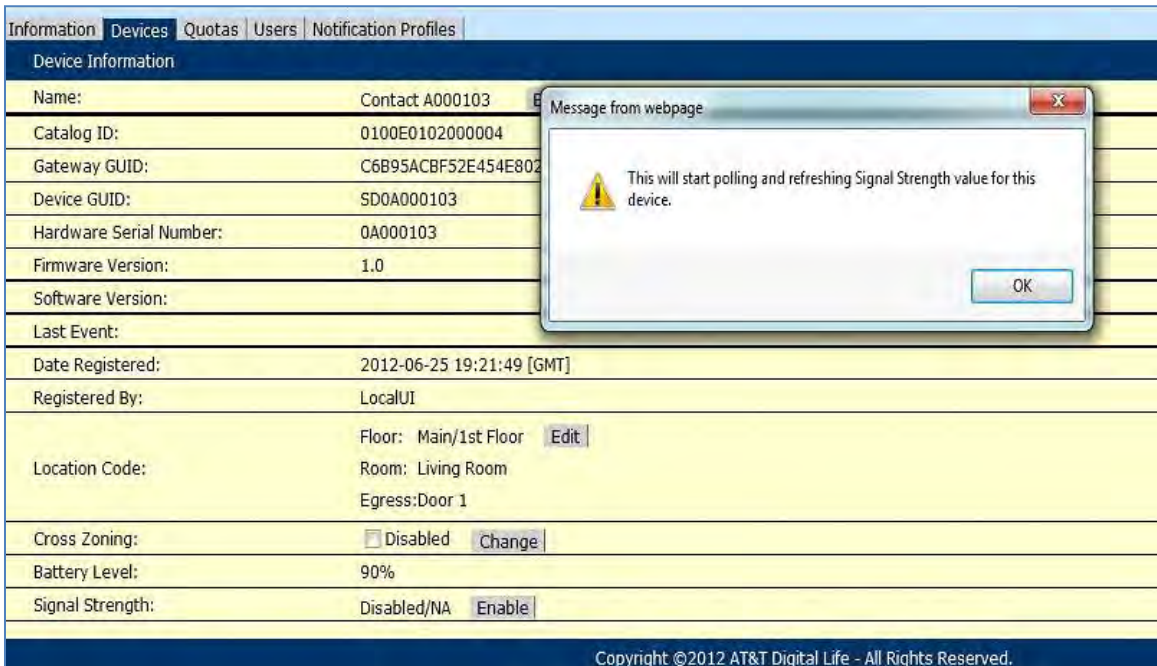 Information Devices Quotas Users Notification Profiles
Device Information
Name: Contact A000103
Message from webpage
This will start polling and refreshing Signal Strength value for this
device.
OK
Catalog ID: 0100E0102000004
Gateway GUID: C6B95ACBF52E454E802
Device GUID: SD0A000103
Hardware Serial Number: 0A000103
Firmware Version: 1.0
Software Version:
Last Event:
Date Registered: 2012-06-25 19:21:49 [GMT]
Registered By: LocalUI
Location Code:
Floor: Main/1st Floor Edit
Room: Living Room
Egress:Door 1
Cross Zoning: Disabled Change
Battery Level: 90%
Signal Strength: Disabled/NA Enable
Copyright ©2012 AT&T Digital Life - All Rights Reserved.